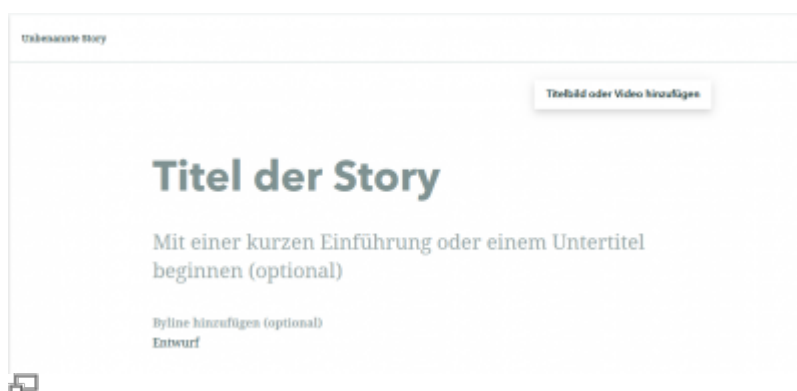 Unbenannte Story
Titelbild oder Video hinzufügen
Titel der Story
Mit einer kurzen Einführung oder einem Untertitel
beginnen (optional)
Byline hinzufügen (optional)
Entwurf